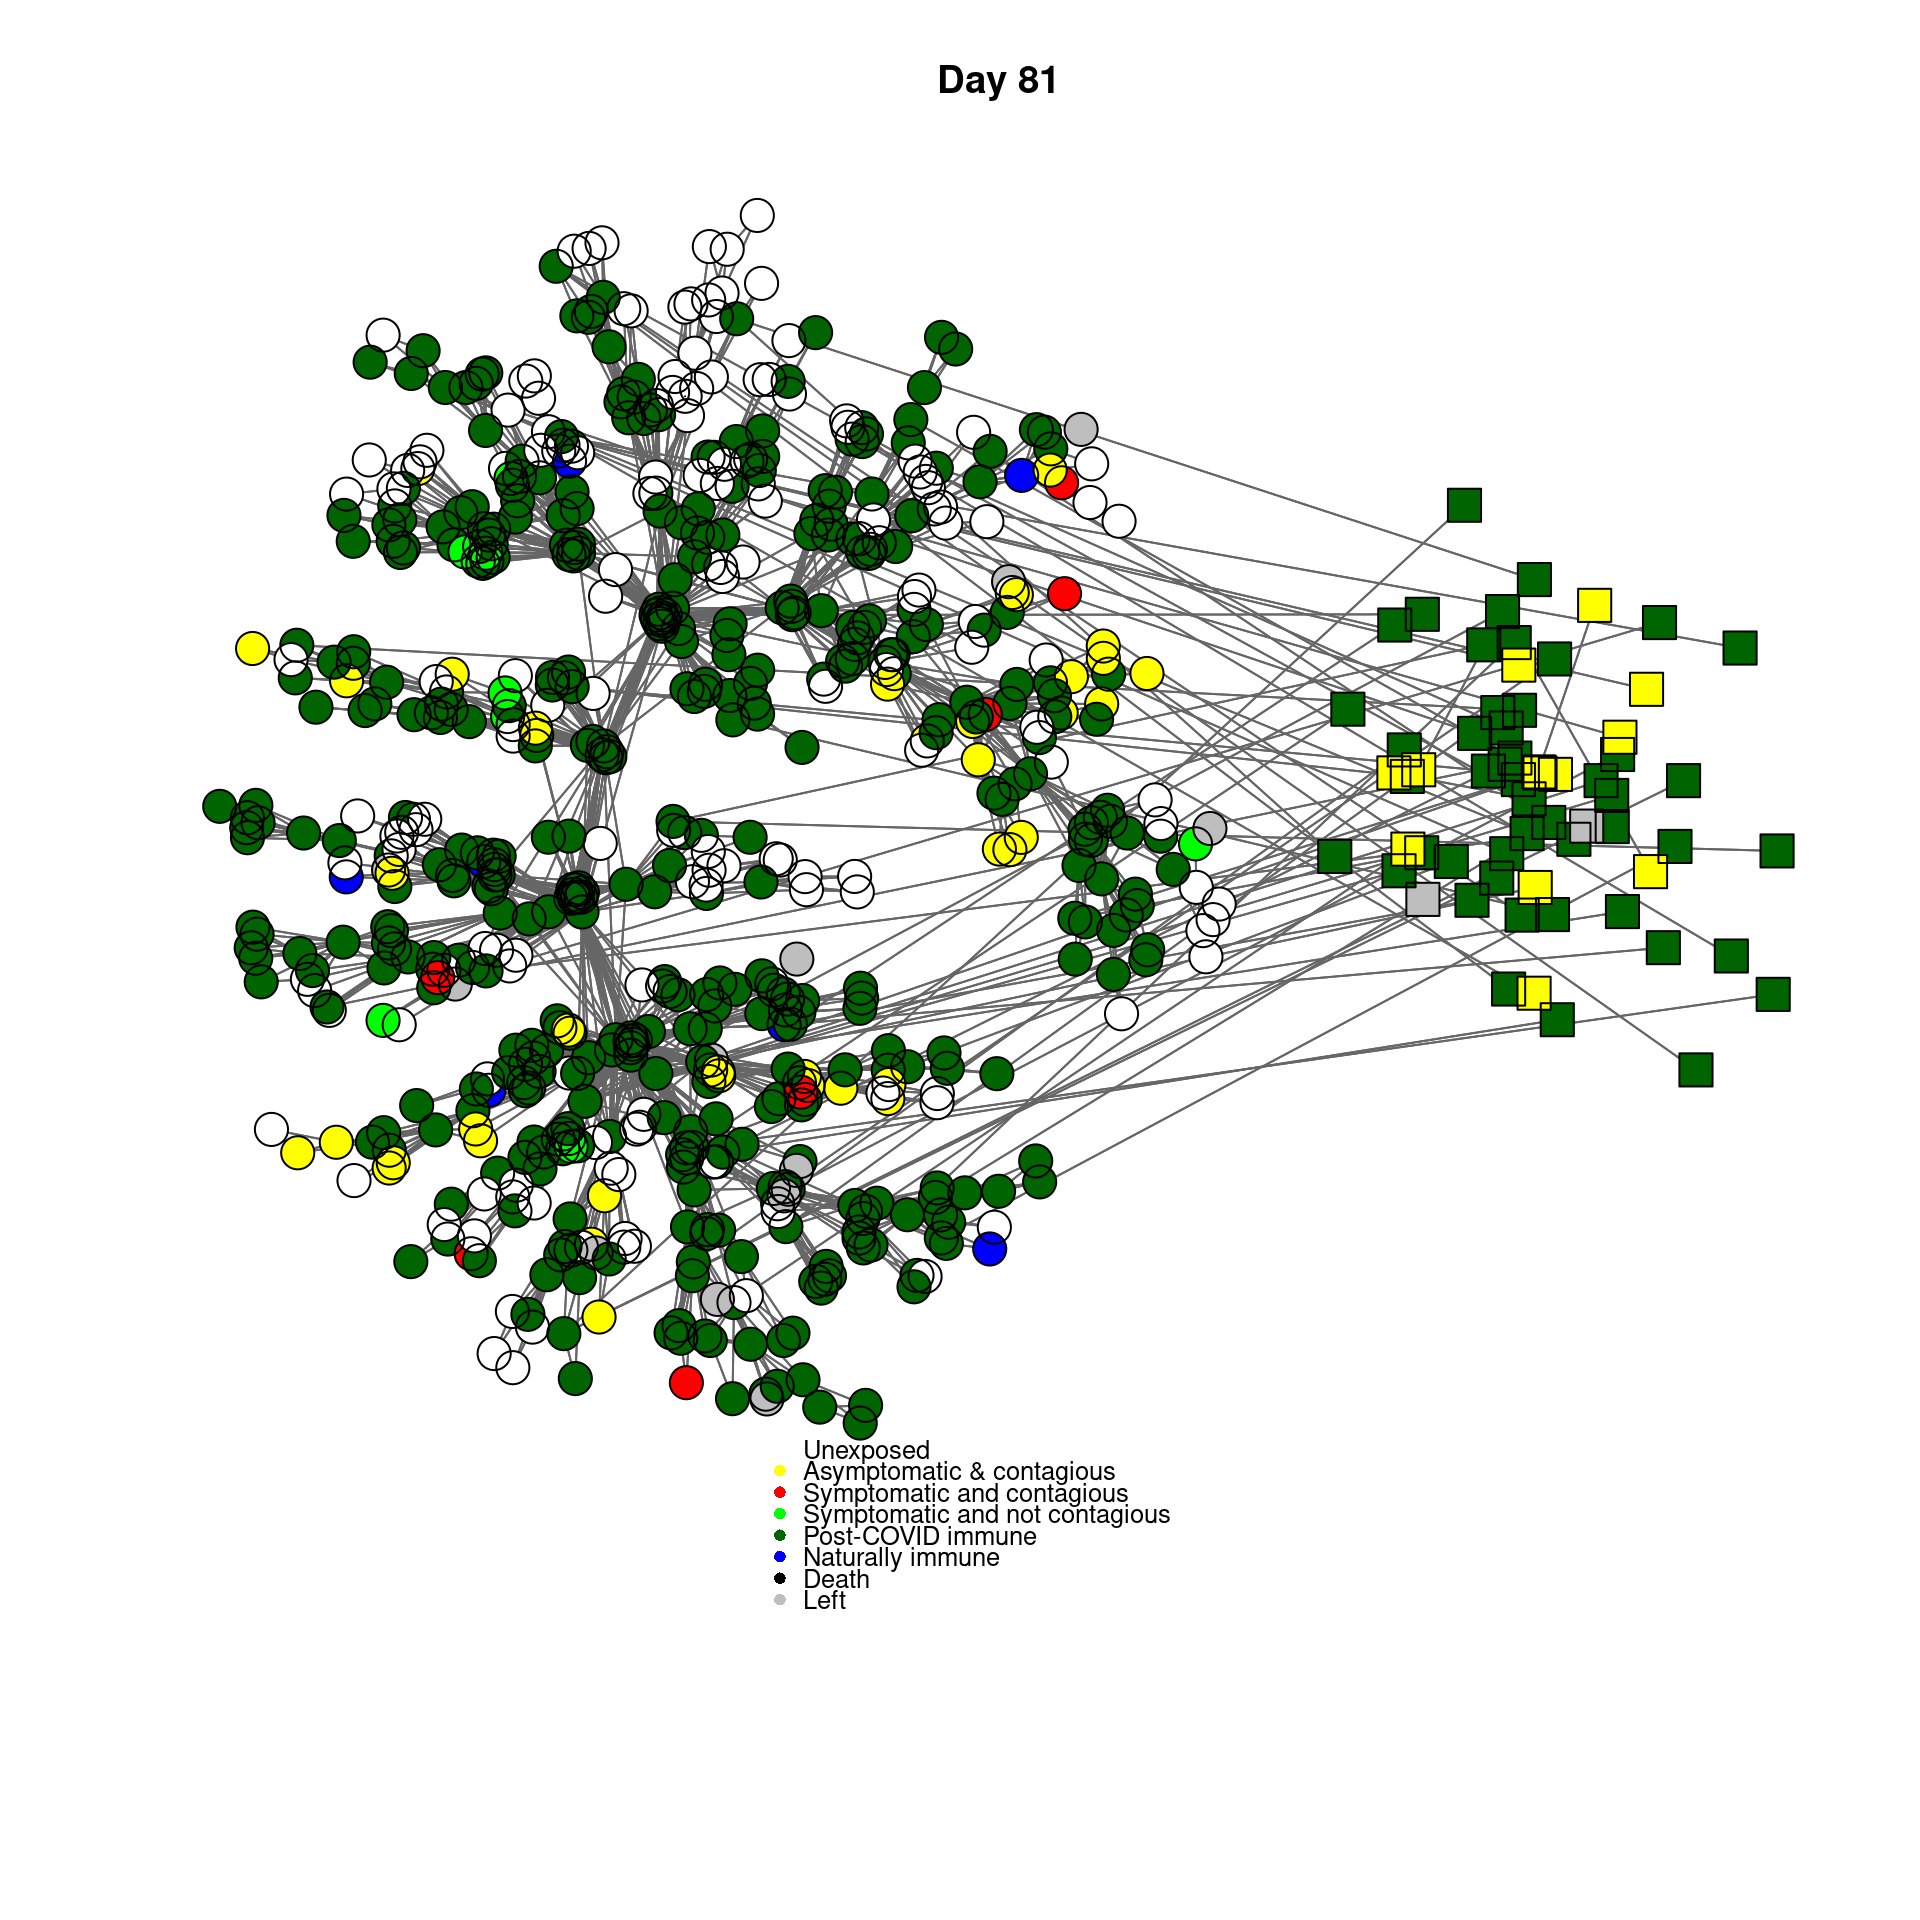 Day 81
Unexposed
Asymptomatic & contagious
Symptomatic and contagious
Symptomatic and not contagious
Post-COVID immune
Naturally immune
Death
Left